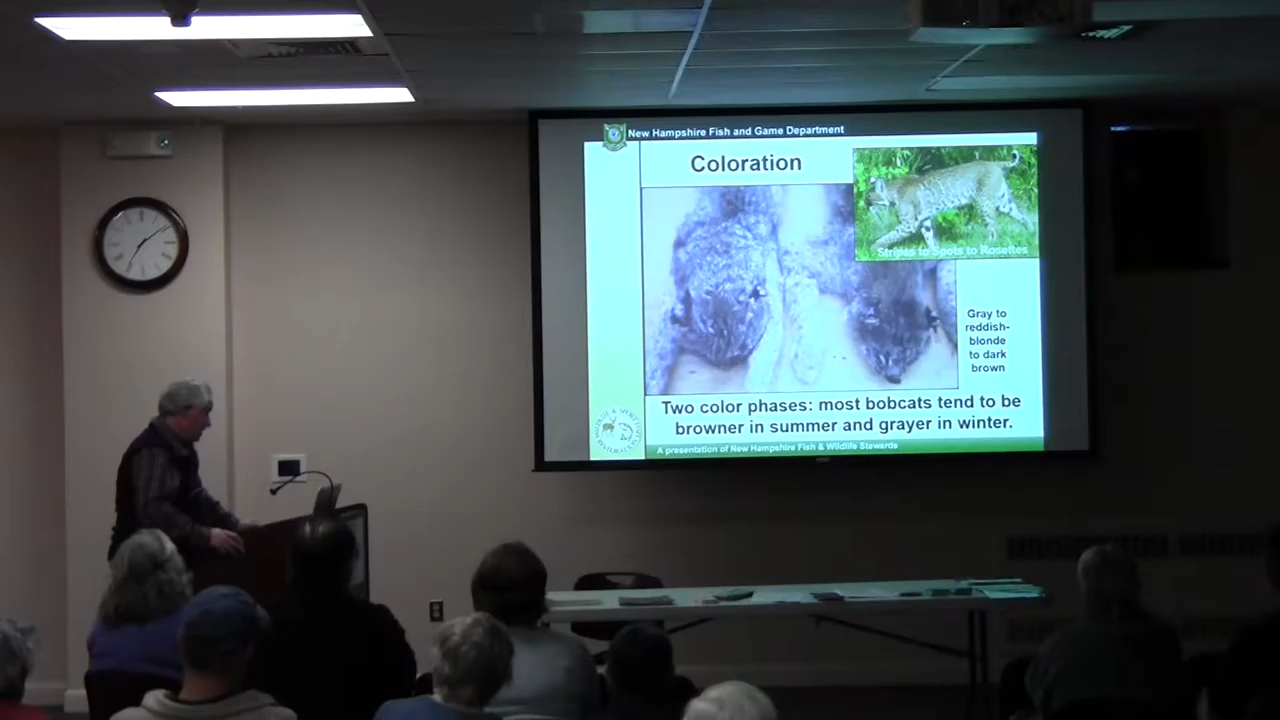 New Hampshire Fish and Game Department
Coloration
Stripes to Spots to Rosettes
Gray to
reddish-
blonde
to dark
brown
Two color phases: most bobcats tend to be
browner in summer and grayer in winter.
A presentation of New Hampshire Fish & Wildlife Stewards